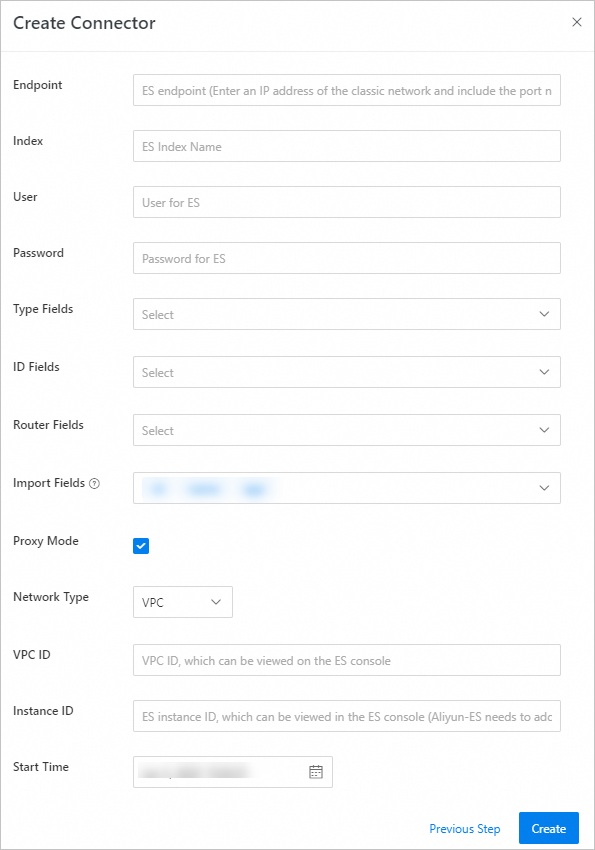 Create Connector
Endpoint
ES endpoint (Enter an IP address of the classic network and include the port n
Index
ES Index Name
User
User for ES
Password
Password for ES
Type Fields
Select
ID Fields
Select
Router Fields
Select
Import Fields
Proxy Mode
Network Type
VPC
VPC ID
VPC ID, which can be viewed on the ES console
Instance ID
ES instance ID, which can be viewed in the ES console (Aliyun-ES needs to adc
Start Time
Previous Step
Create